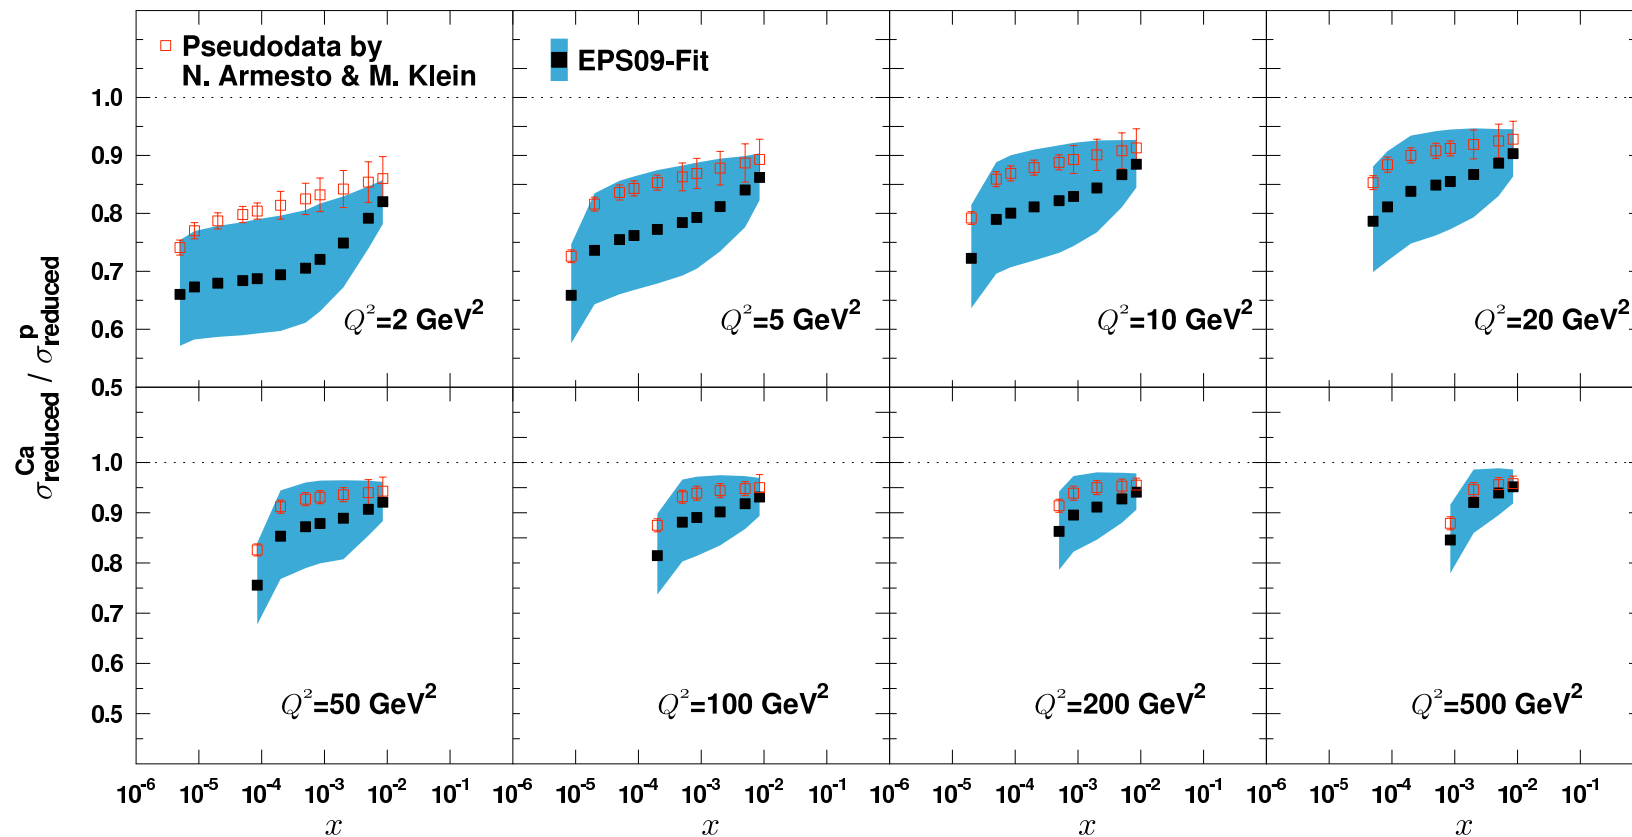 Pseudodata by
N. Armesto & M. Klein
EPS09-Fit
1.0
0.9
0.8
0.7
0.6
0.5
Q²=2 GeV²
Q²=5 GeV²
Q²=10 GeV²
Q²=20 GeV²
σ^Ca_reduced / σ^p_reduced
1.0
0.9
0.8
0.7
0.6
0.5
Q²=50 GeV²
Q²=100 GeV²
Q²=200 GeV²
Q²=500 GeV²
10⁻⁶ 10⁻⁵ 10⁻⁴ 10⁻³ 10⁻² 10⁻¹ 10⁻⁶ 10⁻⁵ 10⁻⁴ 10⁻³ 10⁻² 10⁻¹ 10⁻⁶ 10⁻⁵ 10⁻⁴ 10⁻³ 10⁻² 10⁻¹ 10⁻⁶ 10⁻⁵ 10⁻⁴ 10⁻³ 10⁻² 10⁻¹
x x x x